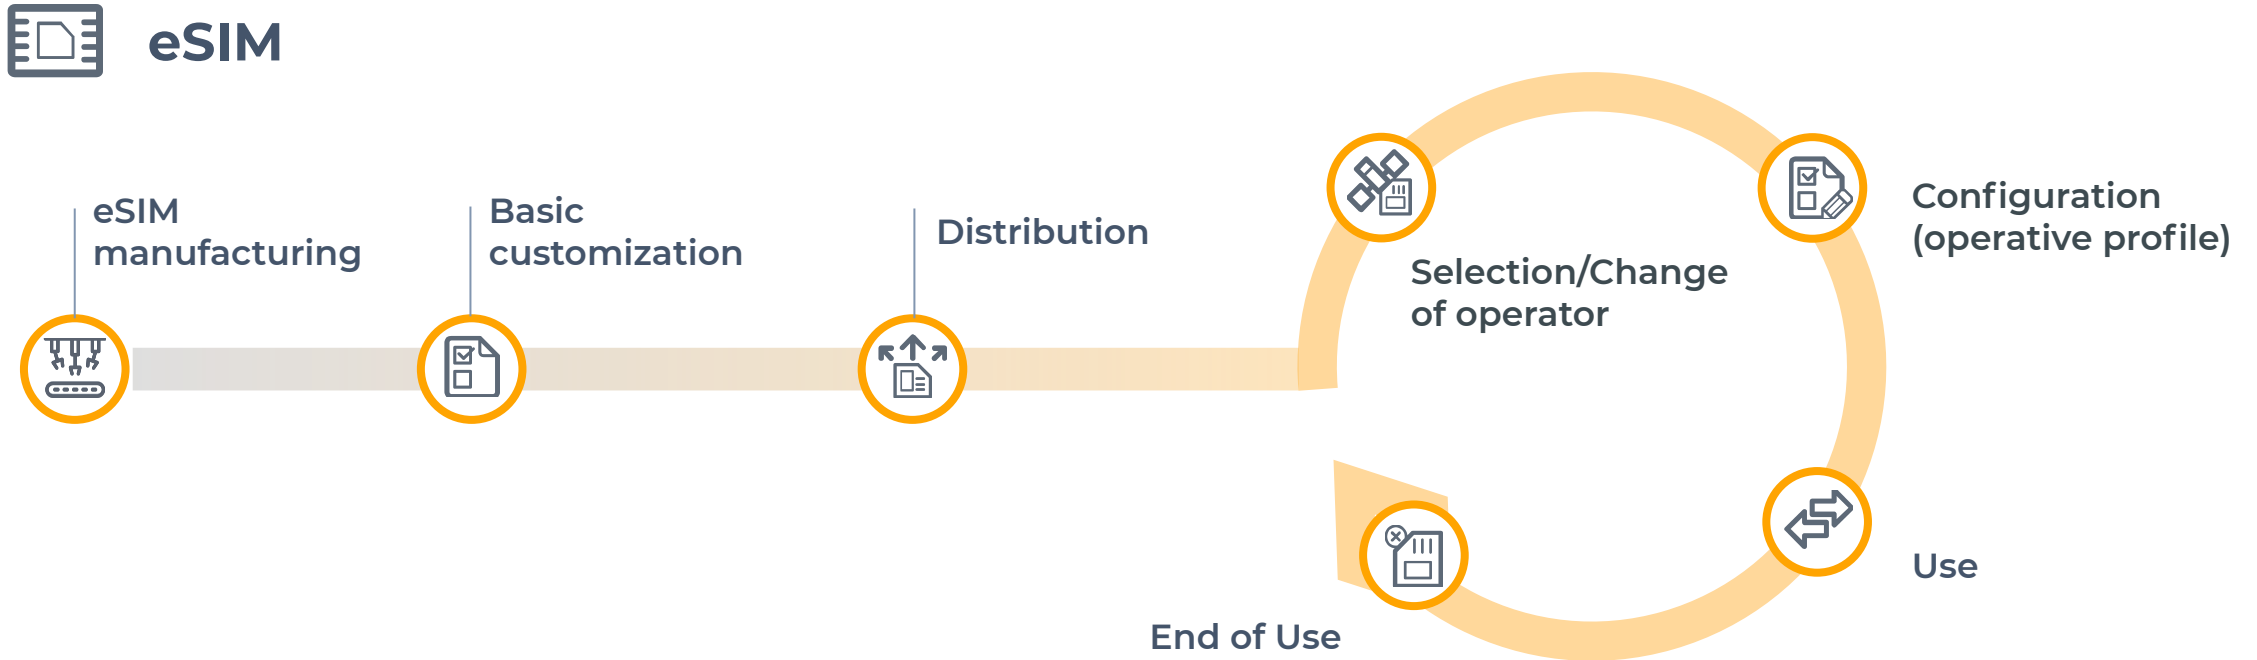 eSIM
eSIM
manufacturing
Basic
customization
Distribution
Selection/Change
of operator
Configuration
(operative profile)
Use
End of Use